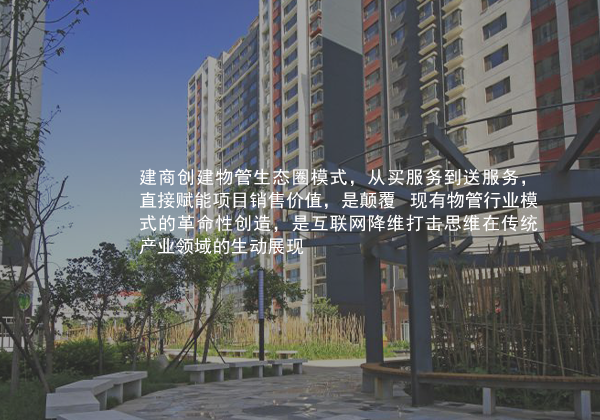 建商创建物管生态圈模式，从买服务到送服务，
直接赋能项目销售价值，是颠覆 现有物管行业模
式的革命性创造，是互联网降维打击思维在传统
产业领域的生动展现